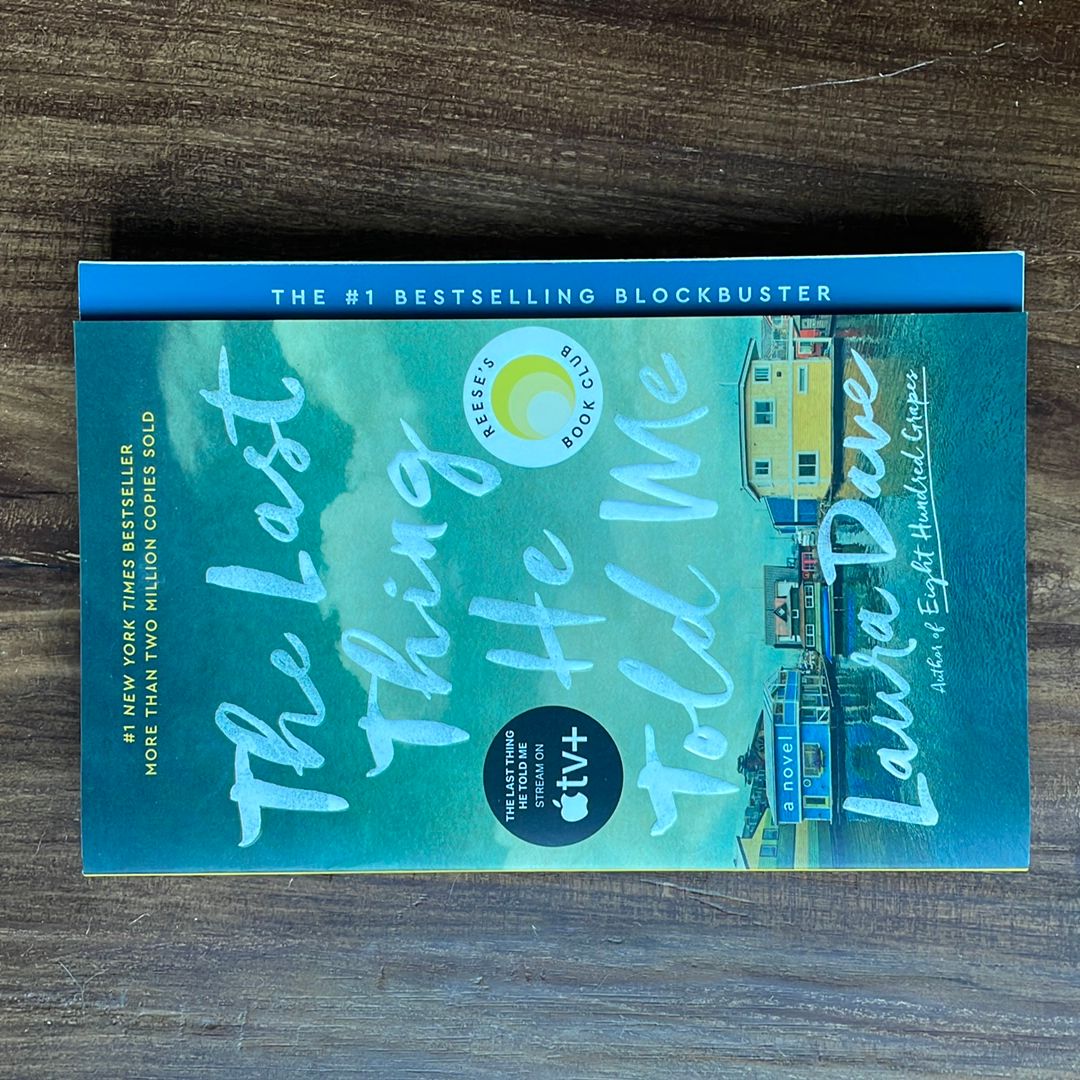 #1 NEW YORK TIMES BESTSELLER
MORE THAN TWO MILLION COPIES SOLD
The Last
Thing
He
Told Me
REESE'S
BOOK CLUB
THE LAST THING
HE TOLD ME
STREAM ON
tv+
a novel
Laura Dave
Author of Eight Hundred Grapes
THE #1 BESTSELLING BLOCKBUSTER